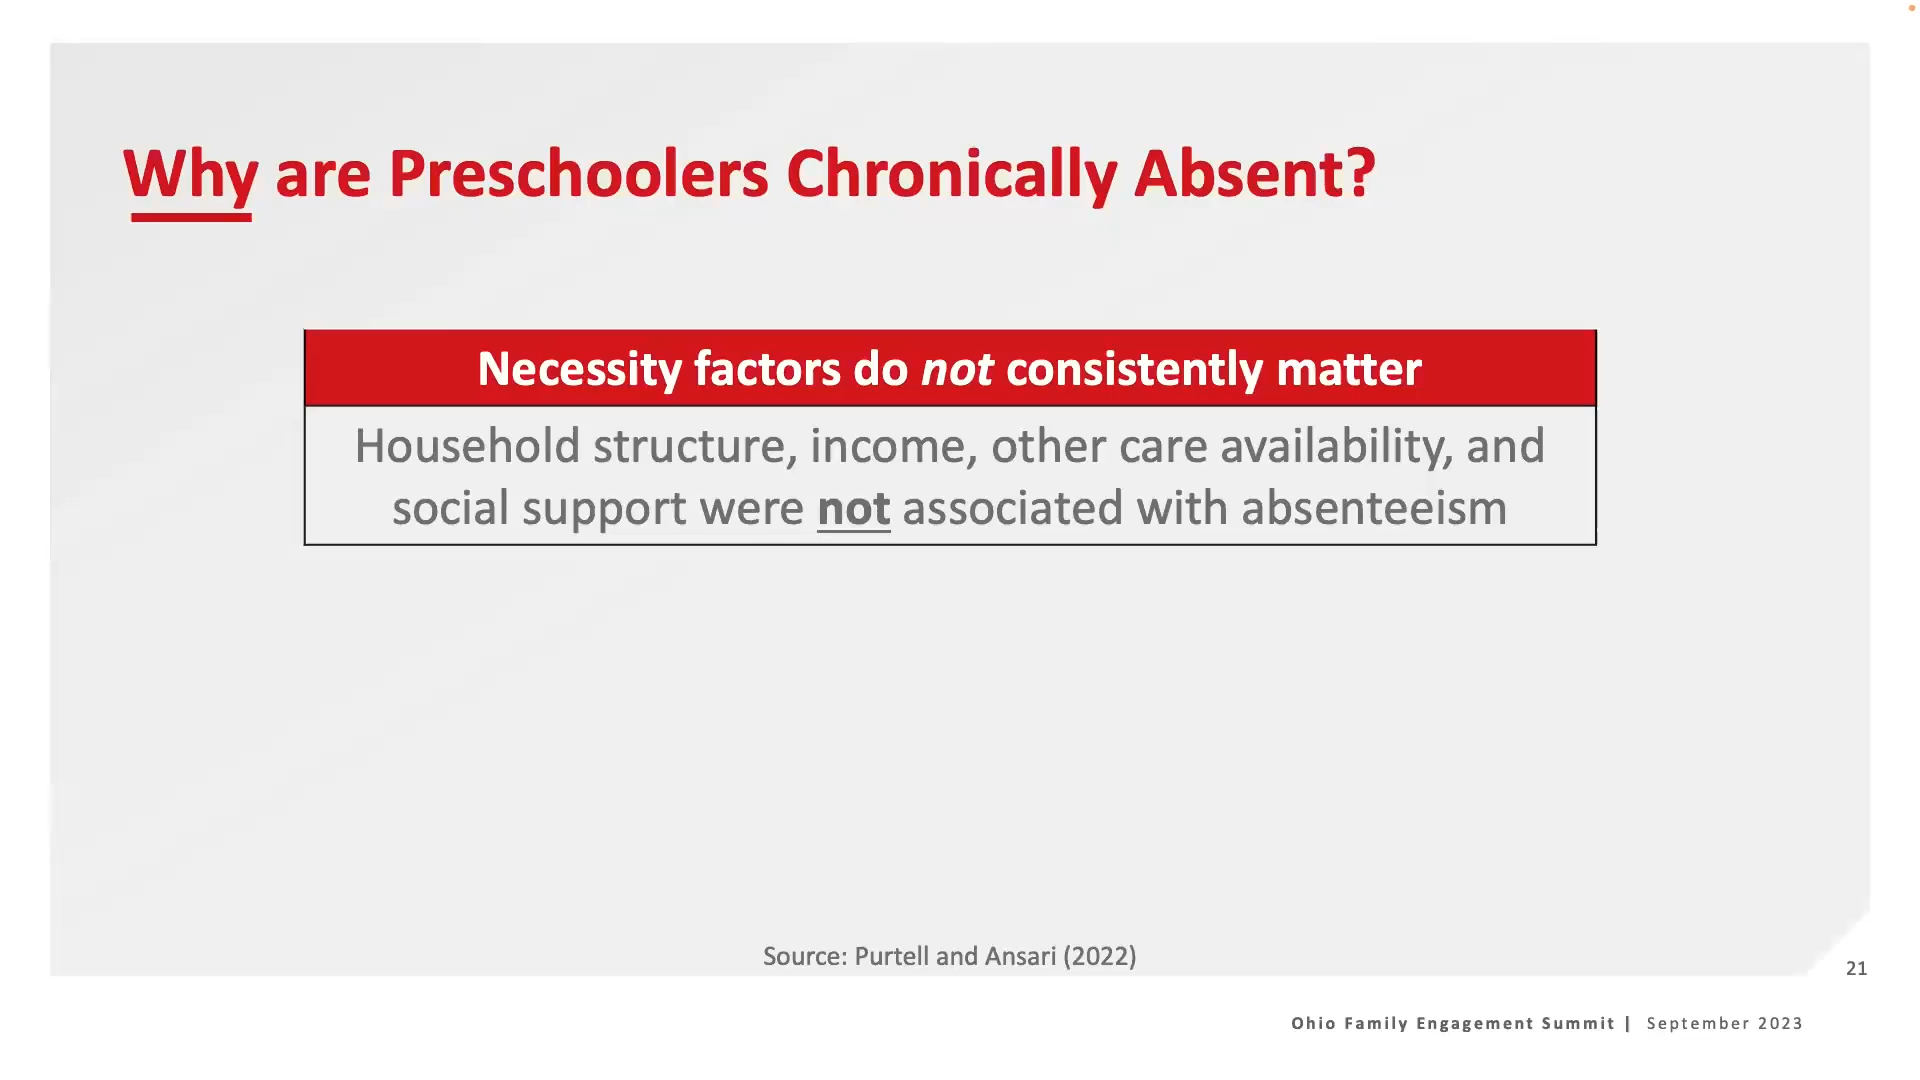 Why are Preschoolers Chronically Absent?
Necessity factors do not consistently matter
Household structure, income, other care availability, and
social support were not associated with absenteeism
Source: Purtell and Ansari (2022)
21
Ohio Family Engagement Summit | September 2023